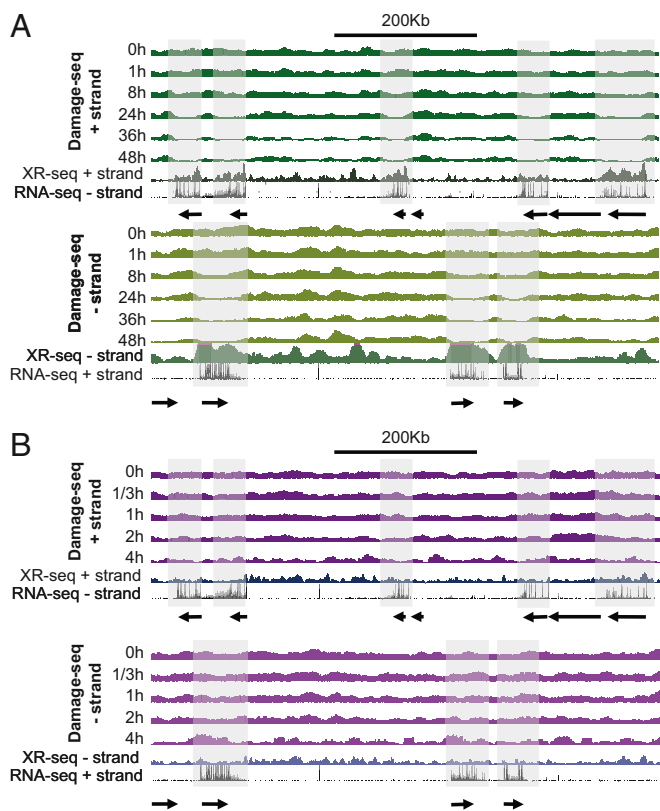 A
200Kb
Damage-seq
+ strand
0h
1h
8h
24h
36h
48h
XR-seq + strand
RNA-seq - strand
Damage-seq
- strand
0h
1h
8h
24h
36h
48h
XR-seq - strand
RNA-seq + strand
B
200Kb
Damage-seq
+ strand
0h
1/3h
1h
2h
4h
XR-seq + strand
RNA-seq - strand
Damage-seq
- strand
0h
1/3h
1h
2h
4h
XR-seq - strand
RNA-seq + strand